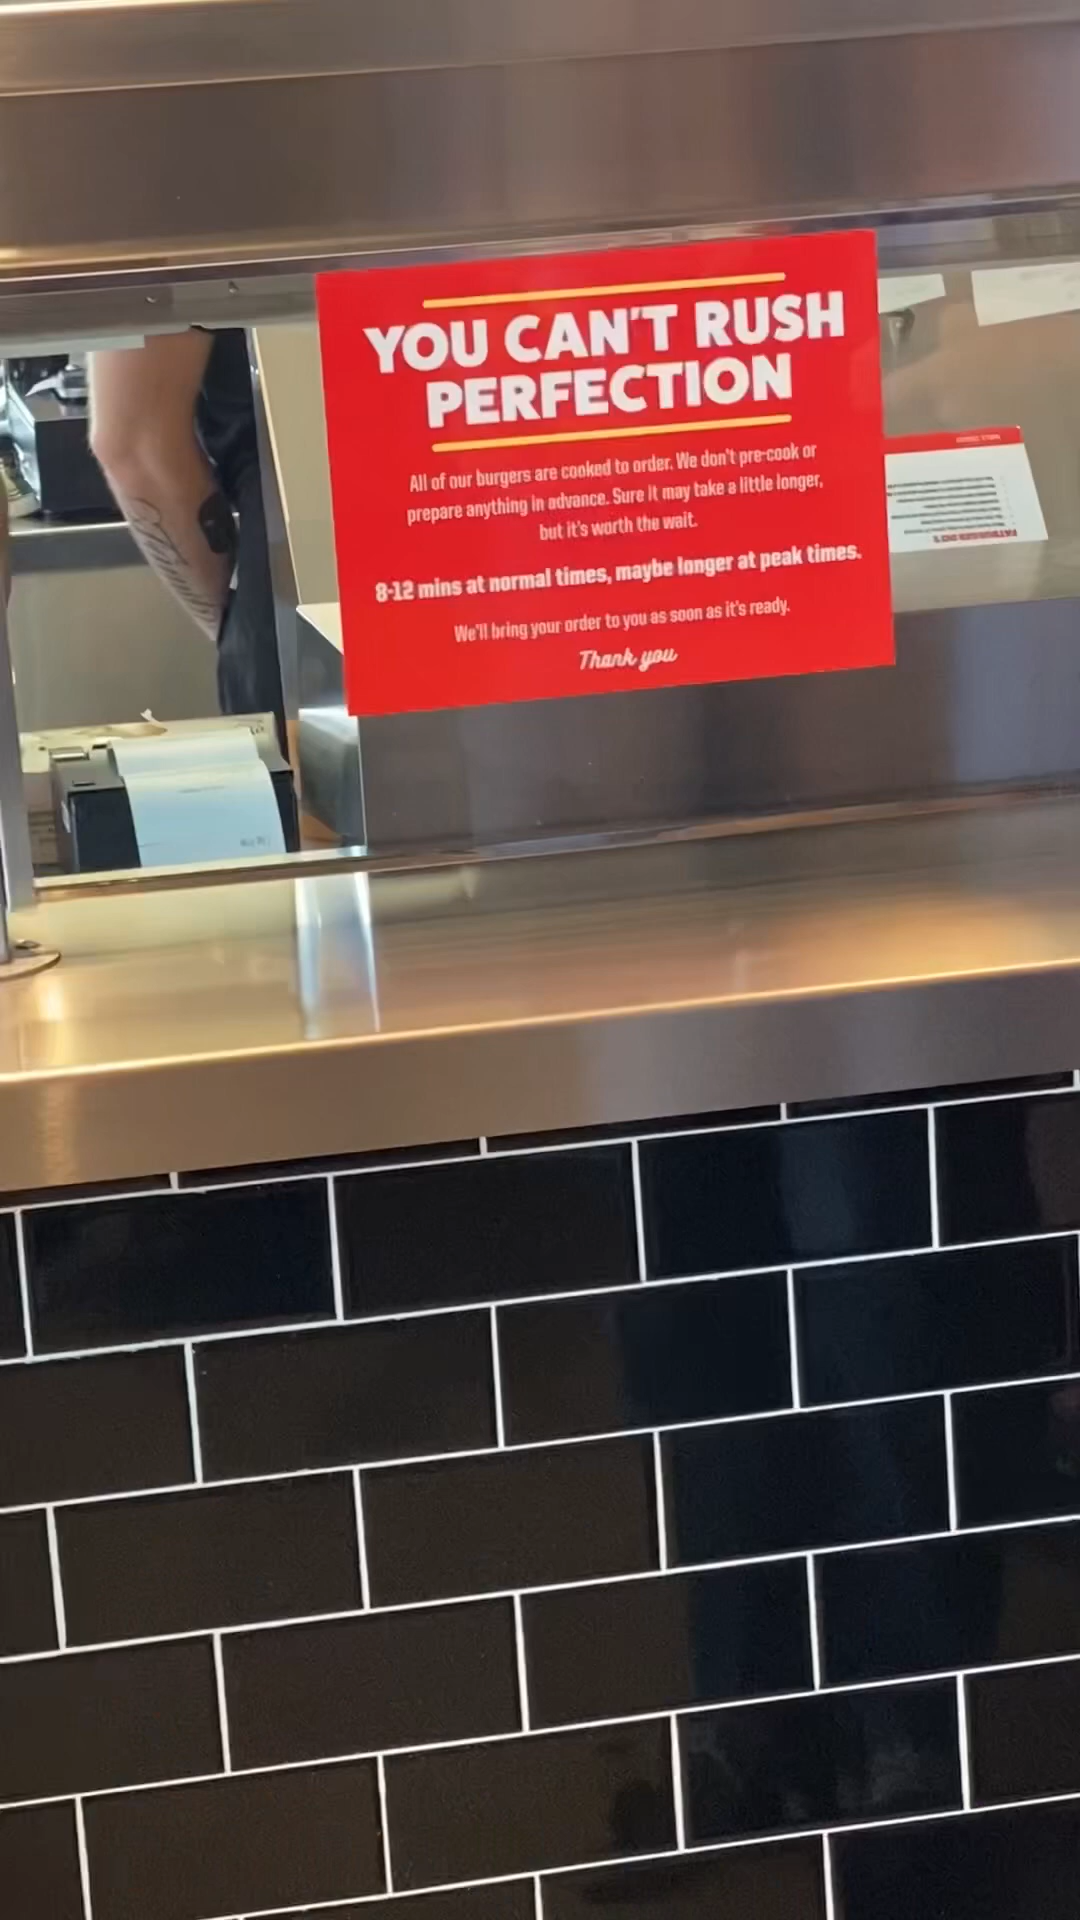 YOU CAN'T RUSH
PERFECTION
All of our burgers are cooked to order. We don't pre-cook or
prepare anything in advance. Sure it may take a little longer,
but it's worth the wait.
8-12 mins at normal times, maybe longer at peak times.
We'll bring your order to you as soon as it's ready.
Thank you